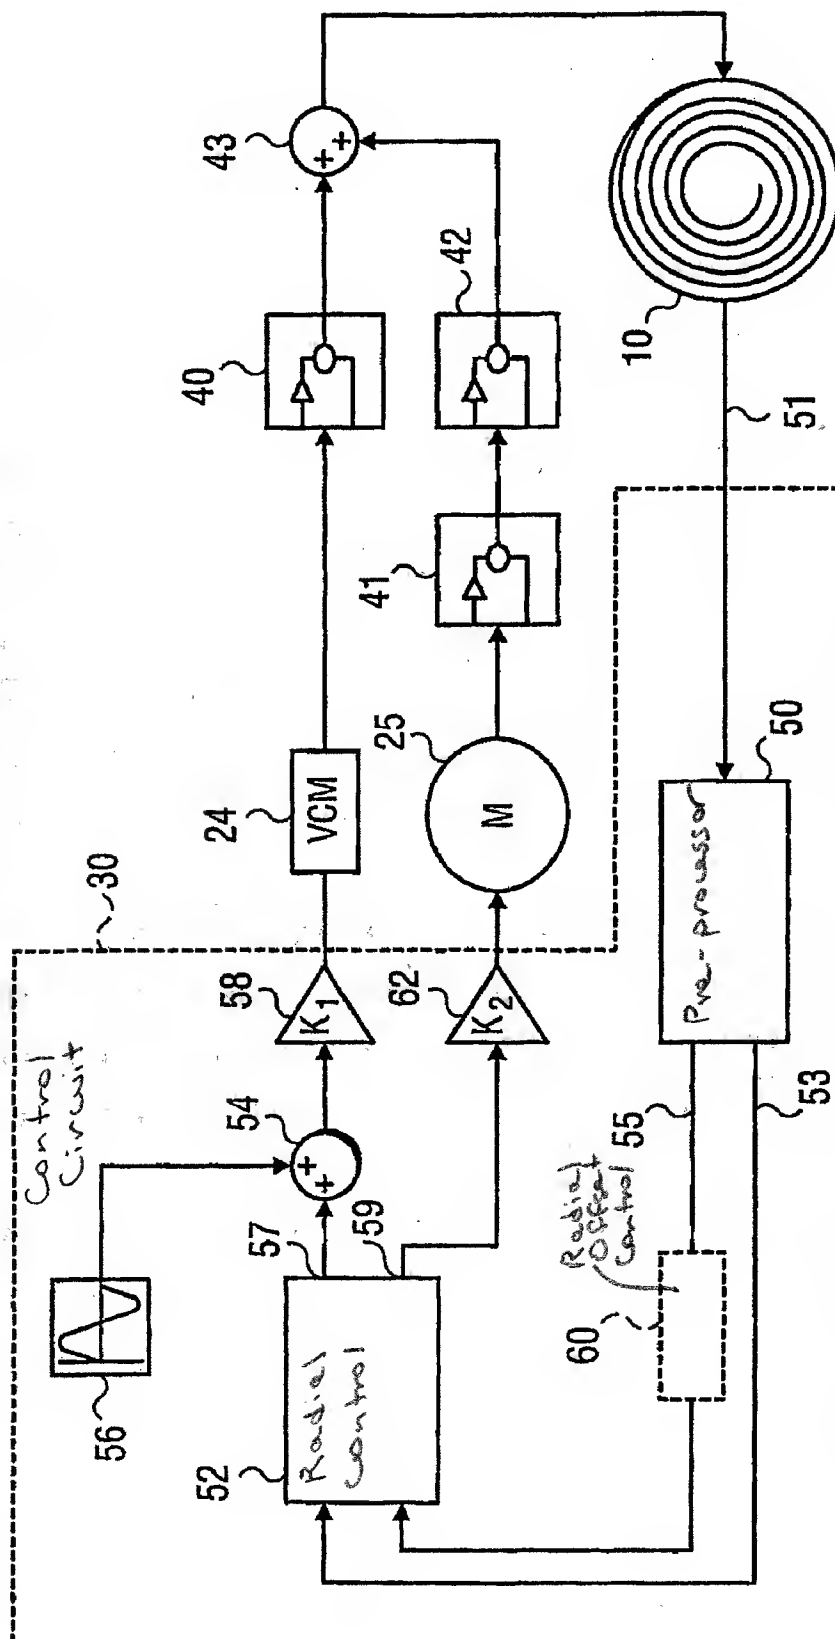 43
40
42
10
41
51
24
VCM
25
M
50
Pre-processor
30
58
K1
62
K2
Control
Circuit
54
55
53
57
59
Radial
Offset
Control
60
56
52
Radial
Control